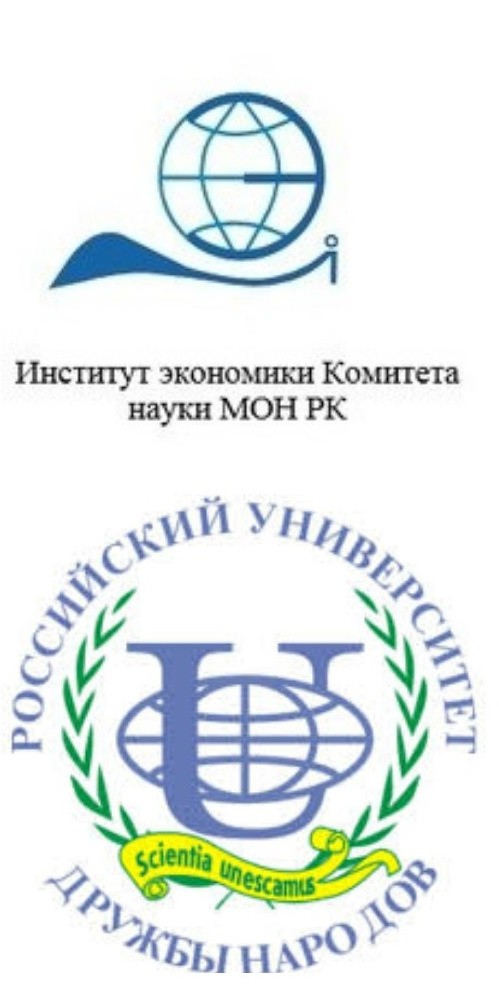 i
Институт экономики Комитета
науки МОН РК
РОССИЙСКИЙ УНИВЕРСИТЕТ
U
Scientia unescamus
ДРУЖБЫ НАРОДОВ